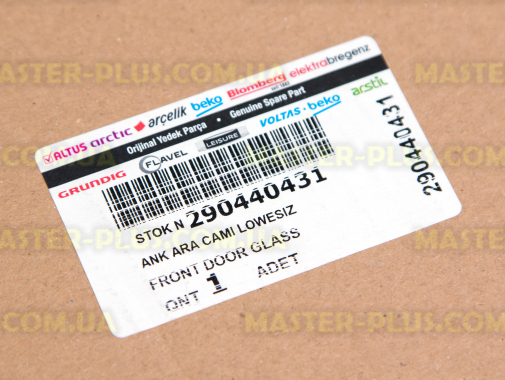 ALTUS arctic arçelik beko Blomberg elektrabregenz
Orijinal Yedek Parça • Genuine Spare Part
GRUNDIG FLAVEL LEISURE VOLTAS·beko arstil
STOK N 290440431
ANK ARA CAMI LOWESIZ
FRONT DOOR GLASS
QNT 1 ADET
290440431
MASTER-PLUS.COM.UA